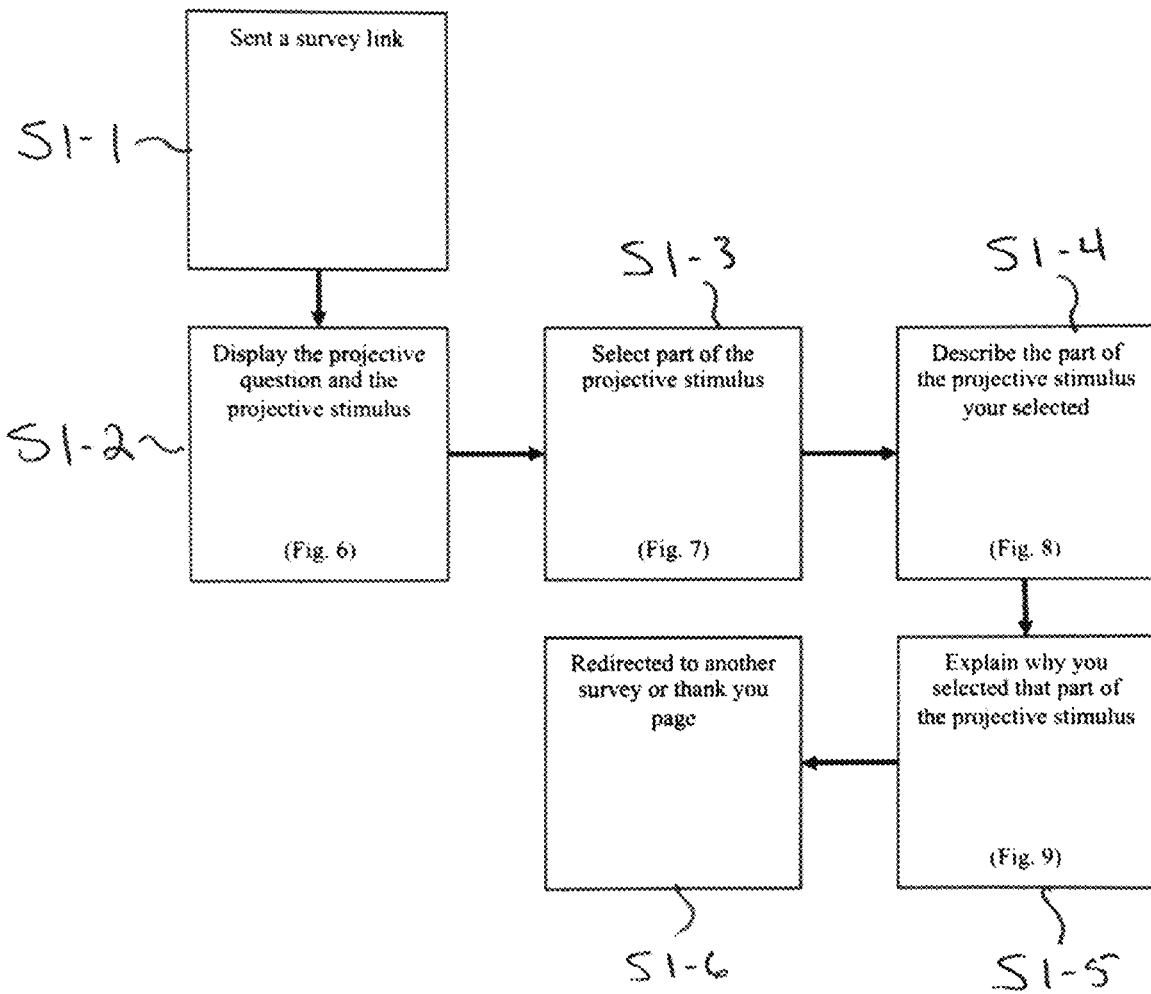 Sent a survey link
S1-1
S1-3
S1-4
Display the projective
question and the
projective stimulus
(Fig. 6)
S1-2
Select part of the
projective stimulus
(Fig. 7)
Describe the part of
the projective stimulus
your selected
(Fig. 8)
Redirected to another
survey or thank you
page
Explain why you
selected that part of
the projective stimulus
(Fig. 9)
S1-6
S1-5